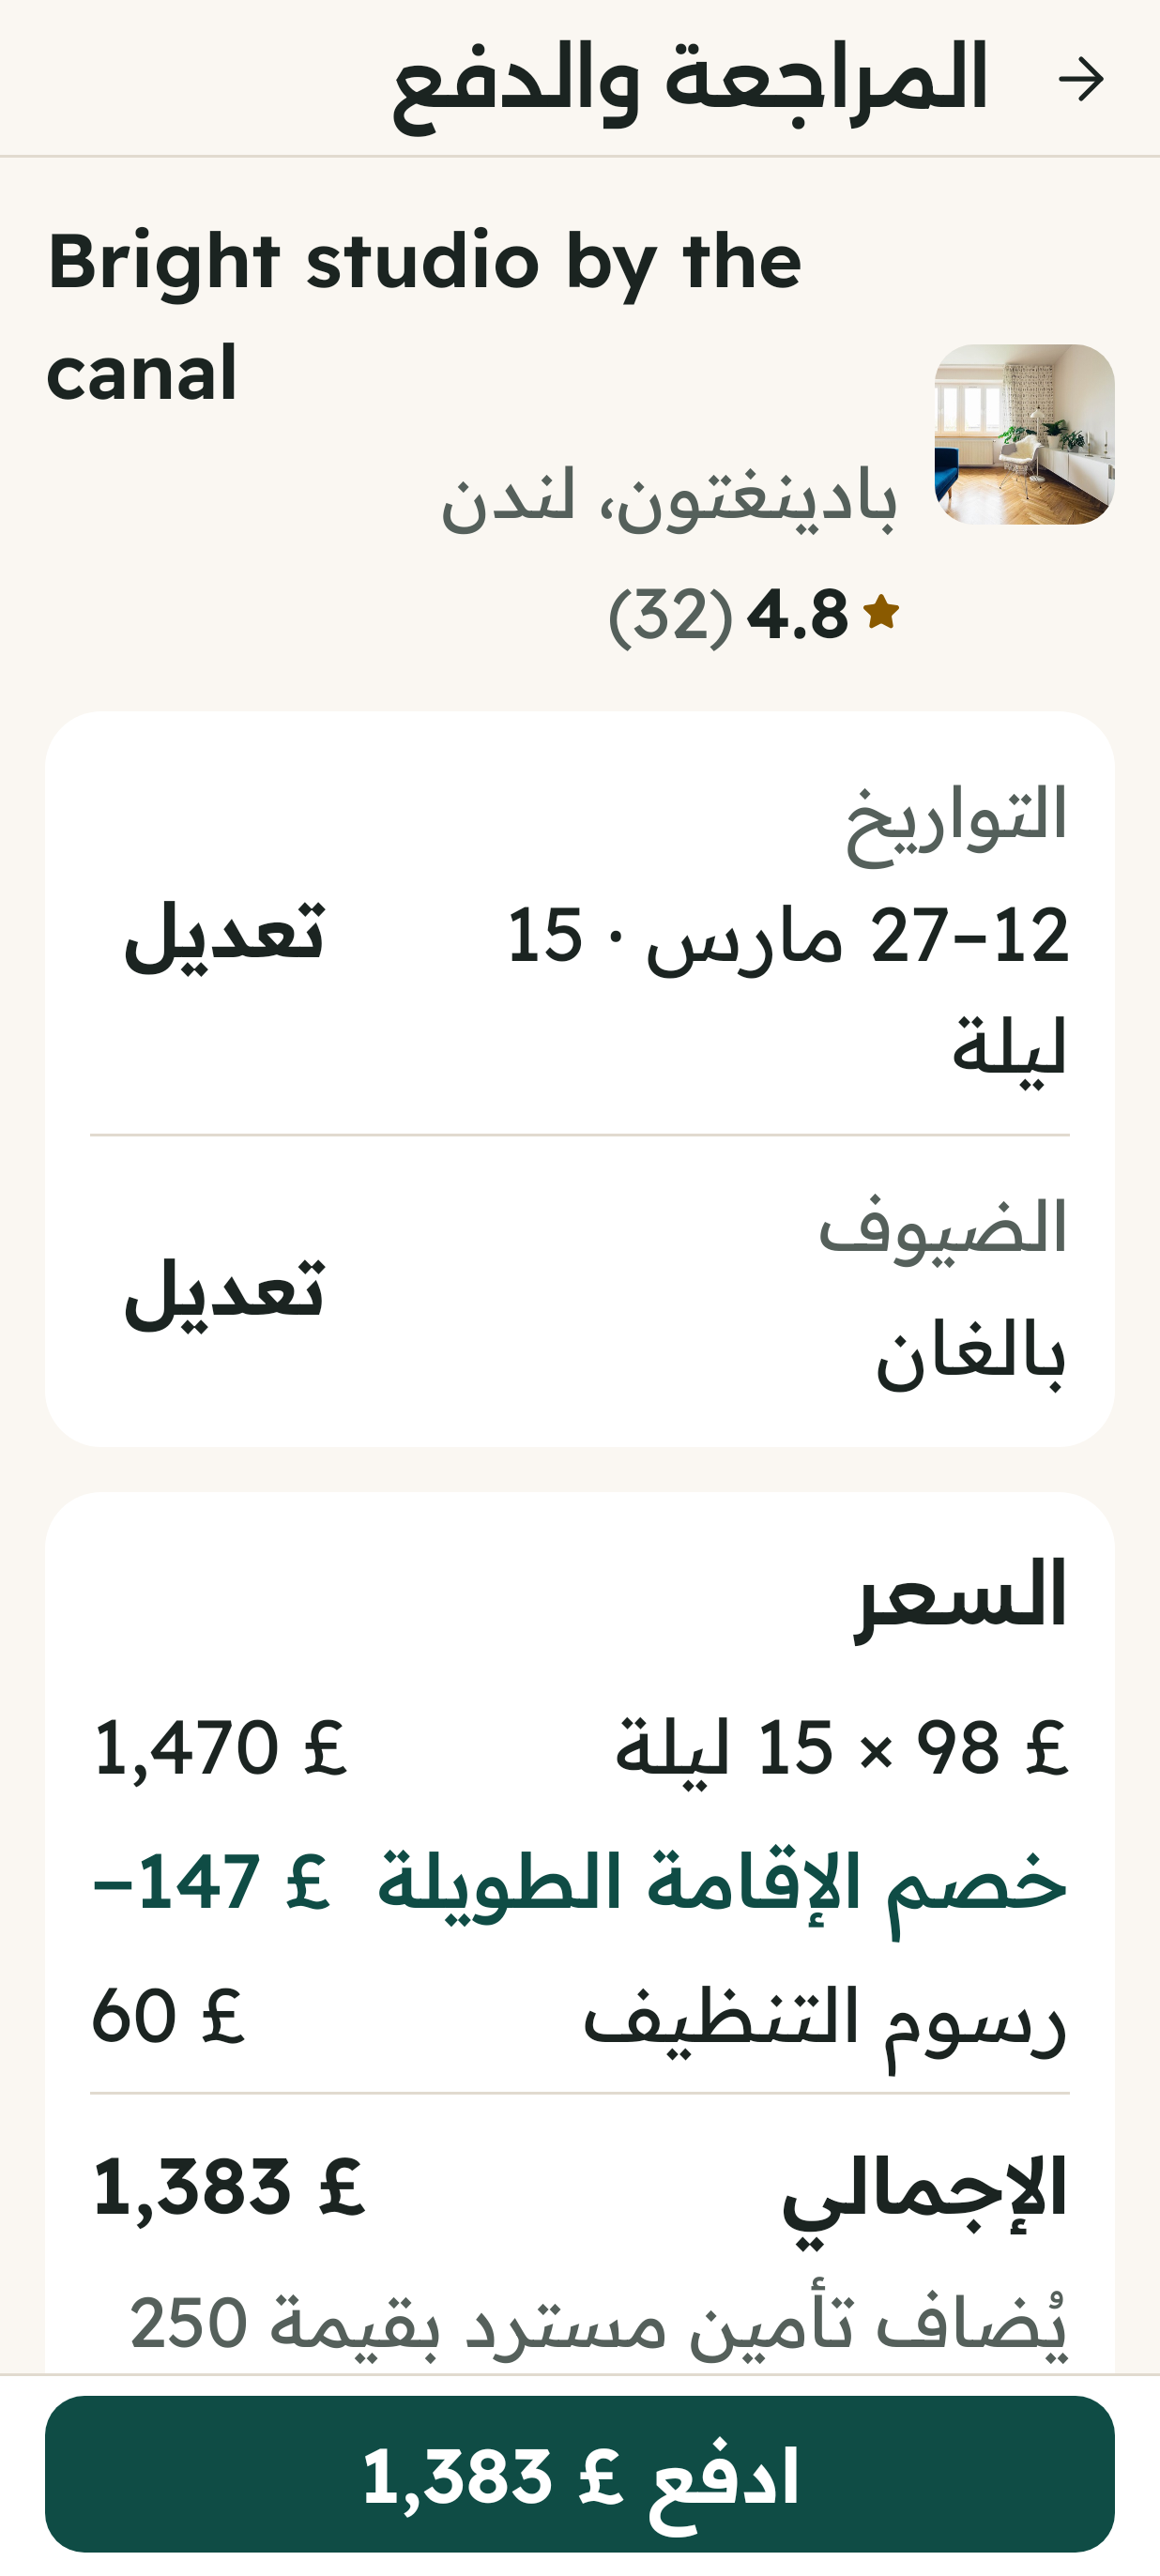 المراجعة والدفع
Bright studio by the
canal
بادينغتون، لندن
4.8 (32)
التواريخ
12–27 مارس · 15
ليلة
تعديل
الضيوف
بالغان
تعديل
السعر
£ 98 × 15 ليلة
£ 1,470
خصم الإقامة الطويلة
£ 147−
رسوم التنظيف
£ 60
الإجمالي
£ 1,383
يُضاف تأمين مسترد بقيمة 250
ادفع £ 1,383